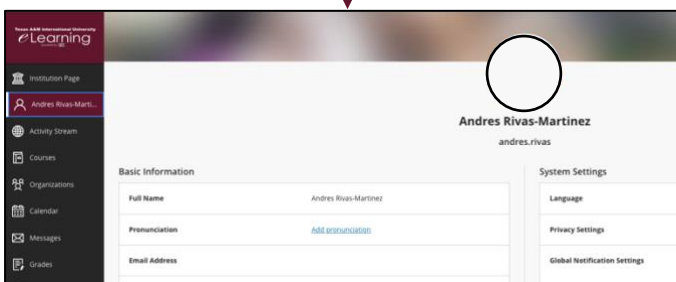 Texas A&M International University
eLearning
Institution Page
Andres Rivas-Marti...
Activity Stream
Courses
Organizations
Calendar
Messages
Grades
Andres Rivas-Martinez
andres.rivas
Basic Information
Full Name Andres Rivas-Martinez
Pronunciation Add pronunciation
Email Address
System Settings
Language
Privacy Settings
Global Notification Settings